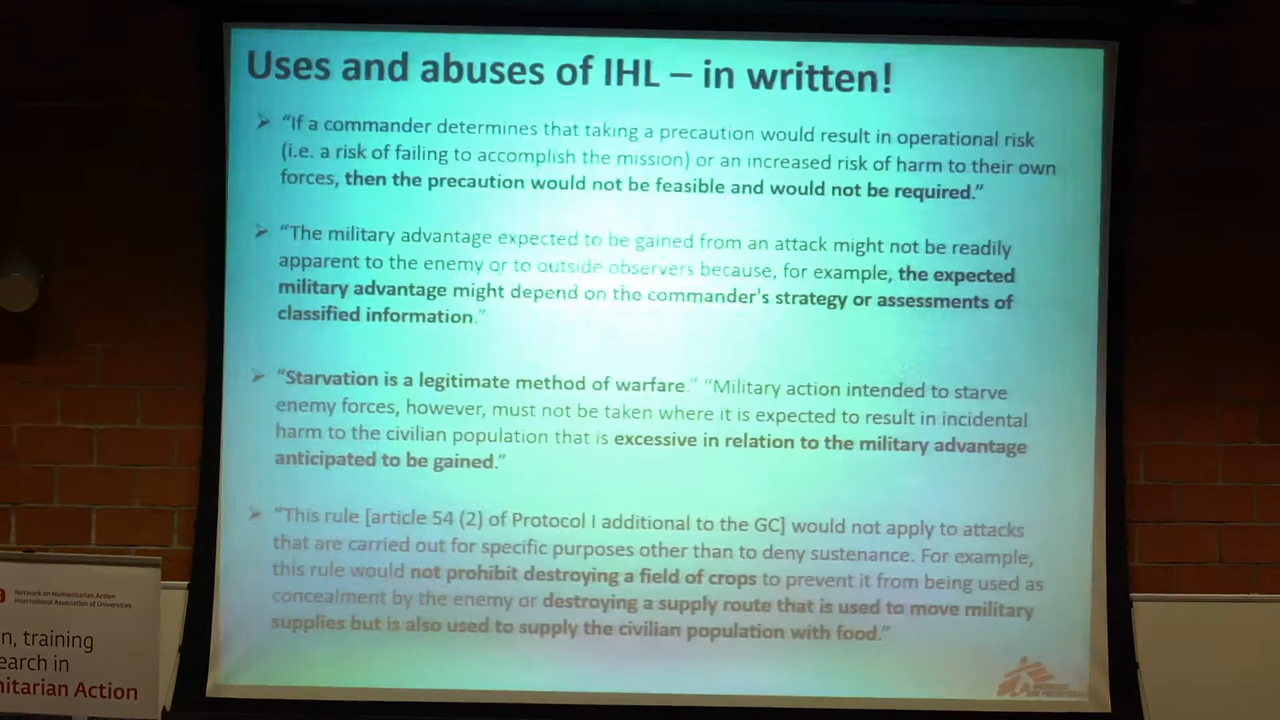 Uses and abuses of IHL – in written!
➤ “If a commander determines that taking a precaution would result in operational risk
(i.e. a risk of failing to accomplish the mission) or an increased risk of harm to their own
forces, then the precaution would not be feasible and would not be required.”
➤ “The military advantage expected to be gained from an attack might not be readily
apparent to the enemy or to outside observers because, for example, the expected
military advantage might depend on the commander's strategy or assessments of
classified information.”
➤ “Starvation is a legitimate method of warfare.” “Military action intended to starve
enemy forces, however, must not be taken where it is expected to result in incidental
harm to the civilian population that is excessive in relation to the military advantage
anticipated to be gained.”
➤ “This rule [article 54 (2) of Protocol I additional to the GC] would not apply to attacks
that are carried out for specific purposes other than to deny sustenance. For example,
this rule would not prohibit destroying a field of crops to prevent it from being used as
concealment by the enemy or destroying a supply route that is used to move military
supplies but is also used to supply the civilian population with food.”
Network on Humanitarian Action
International Association of Universities
n, training
earch in
nitarian Action